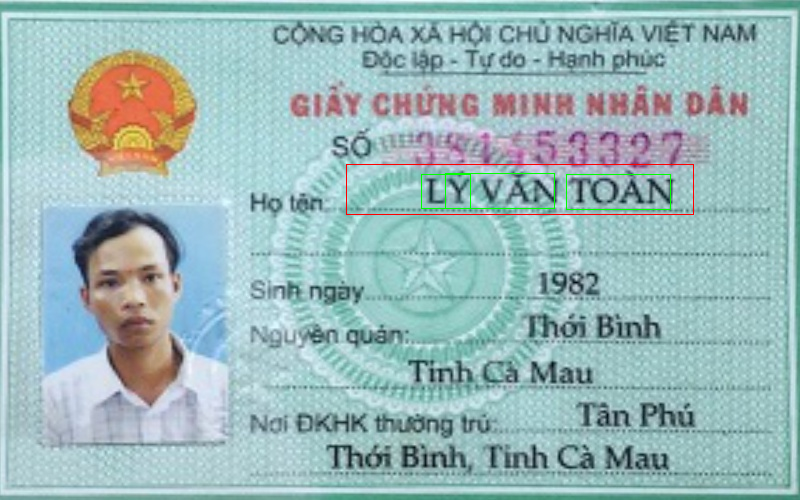 CỘNG HÒA XÃ HỘI CHỦ NGHĨA VIỆT NAM
Độc lập - Tự do - Hạnh phúc
GIẤY CHỨNG MINH NHÂN DÂN
SỐ 381453327
Họ tên: LÝ VĂN TOÀN
Sinh ngày 1982
Nguyên quán: Thới Bình
Tỉnh Cà Mau
Nơi ĐKHK thường trú: Tân Phú
Thới Bình, Tỉnh Cà Mau